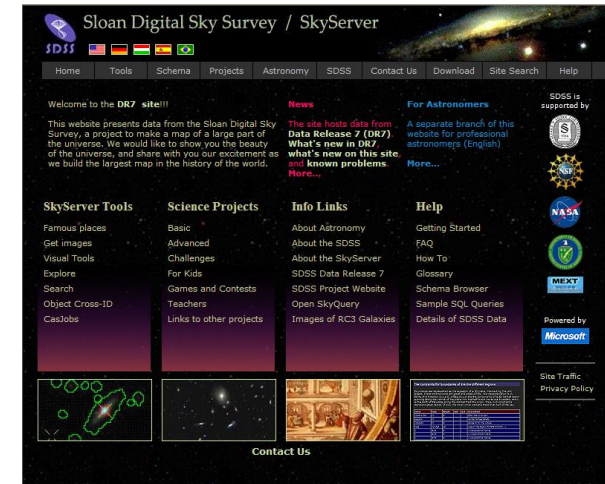 Sloan Digital Sky Survey / SkyServer
SDSS
Home Tools Schema Projects Astronomy SDSS Contact Us Download Site Search Help
Welcome to the DR7 site!!!
This website presents data from the Sloan Digital Sky
Survey, a project to make a map of a large part of
the universe. We would like to show you the beauty
of the universe, and share with you our excitement as
we build the largest map in the history of the world.
News
The site hosts data from
Data Release 7 (DR7).
What's new in DR7,
what's new on this site,
and known problems.
More...
For Astronomers
A separate branch of this
website for professional
astronomers (English)
More...
SDSS is
supported by
NSF
NASA
MEXT
Powered by
Microsoft
Site Traffic
Privacy Policy
SkyServer Tools
Famous places
Get images
Visual Tools
Explore
Search
Object Cross-ID
CasJobs
Science Projects
Basic
Advanced
Challenges
For Kids
Games and Contests
Teachers
Links to other projects
Info Links
About Astronomy
About the SDSS
About the SkyServer
SDSS Data Release 7
SDSS Project Website
Open SkyQuery
Images of RC3 Galaxies
Help
Getting Started
FAQ
How To
Glossary
Schema Browser
Sample SQL Queries
Details of SDSS Data
Contact Us